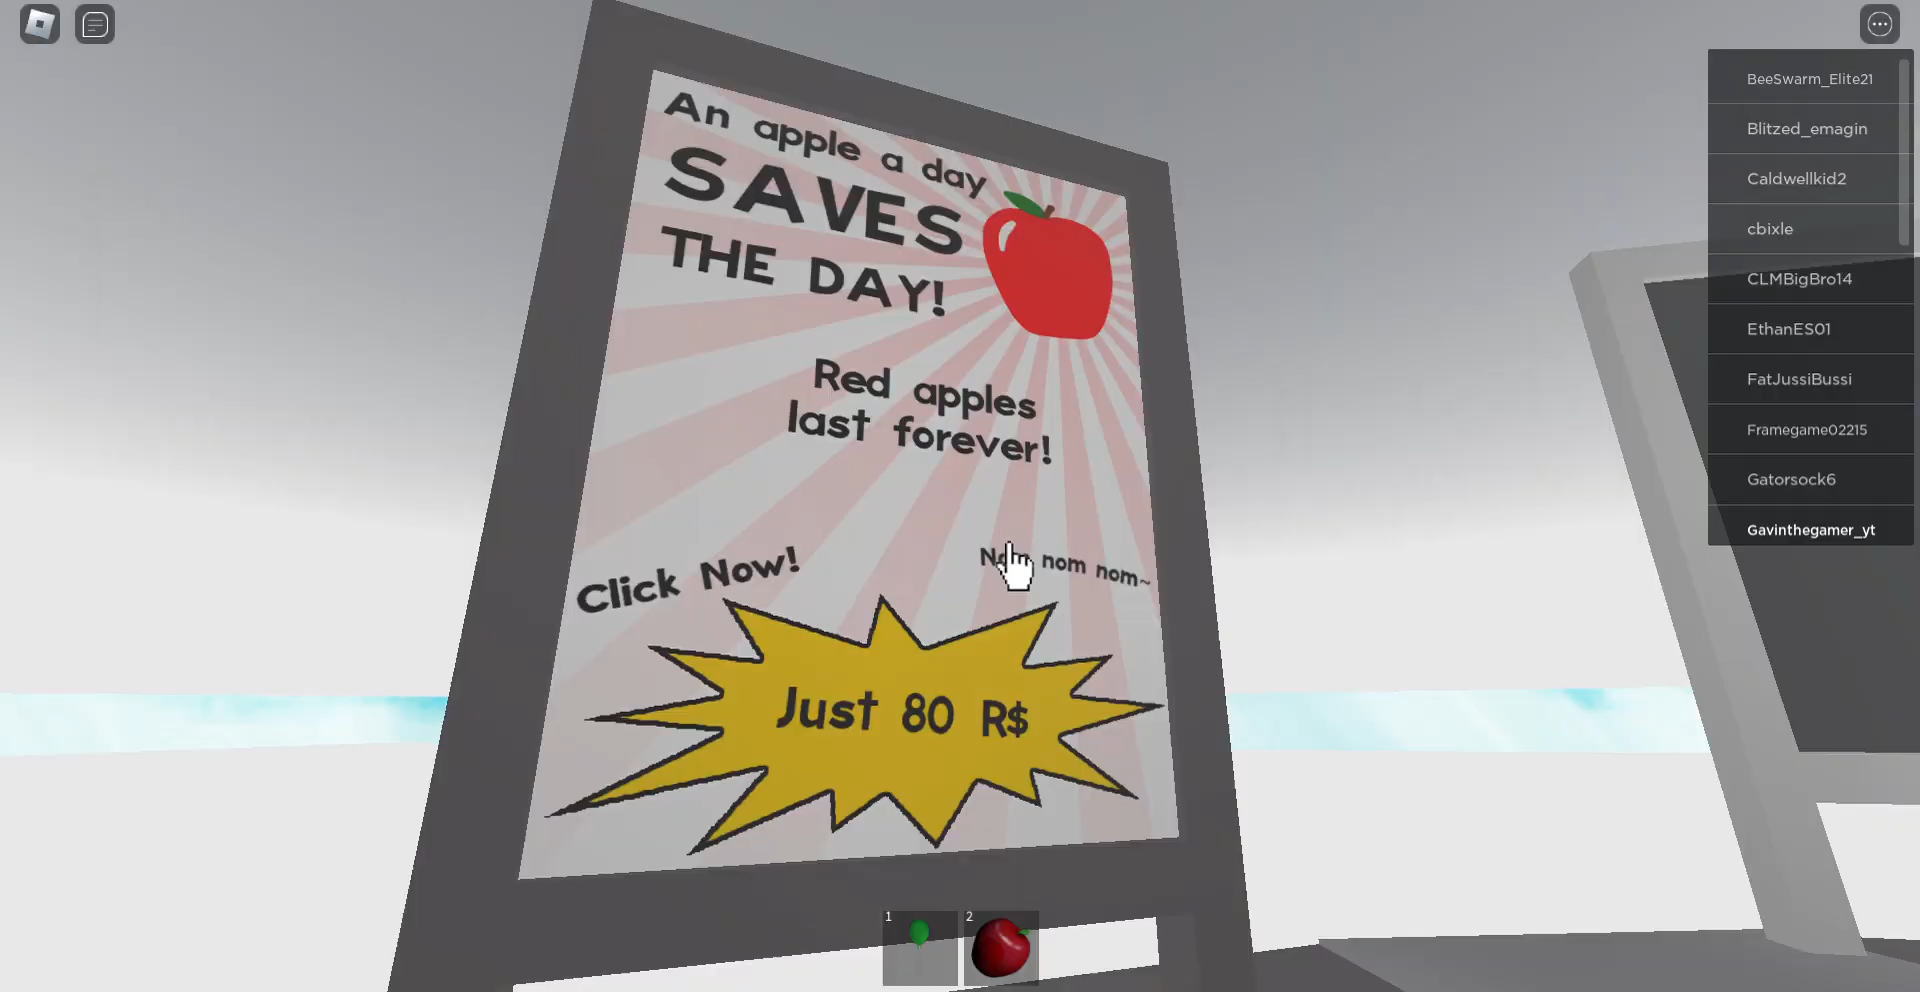 An apple a day
SAVES
THE DAY!
Red apples
last forever!
Click Now!
Nom nom nom~
Just 80 R$
1
2
BeeSwarm_Elite21
Blitzed_emagin
Caldwellkid2
cbixle
CLMBigBro14
EthanES01
FatJussiBussi
Framegame02215
Gatorsock6
Gavinthegamer_yt